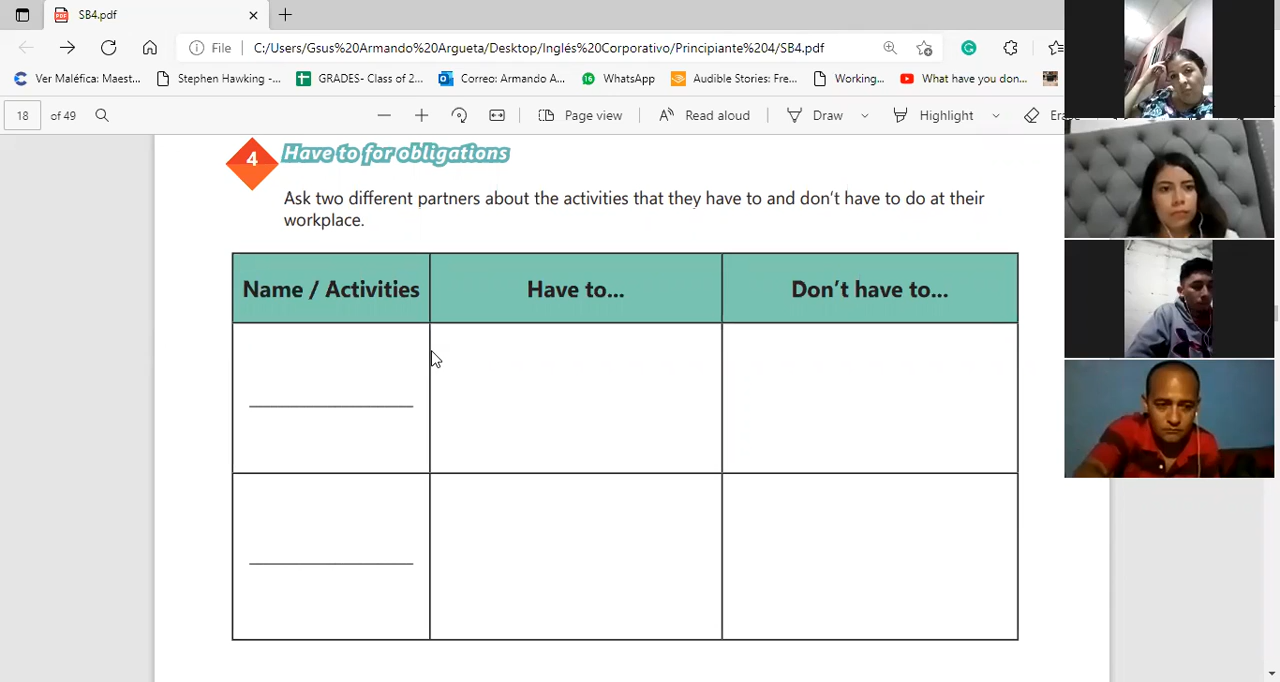 SB4.pdf
File
C:/Users/Gsus%20Armando%20Argueta/Desktop/Inglés%20Corporativo/Principiante%204/SB4.pdf
Ver Maléfica: Maest...
Stephen Hawking -...
GRADES- Class of 2...
Correo: Armando A...
WhatsApp
Audible Stories: Fre...
Working...
What have you don...
18 of 49
Page view
Read aloud
Draw
Highlight
4
Have to for obligations
Ask two different partners about the activities that they have to and don't have to do at their
workplace.
Name / Activities
Have to...
Don't have to...